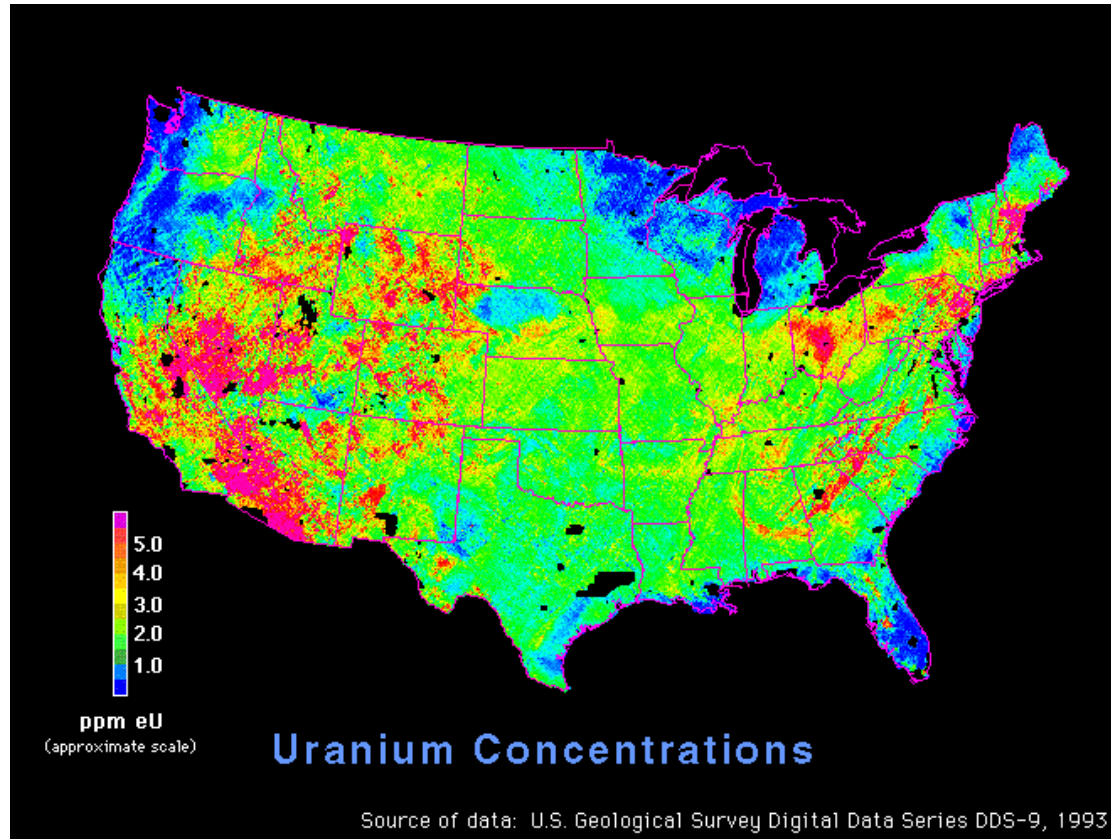 5.0
4.0
3.0
2.0
1.0
ppm eU
(approximate scale)
Uranium Concentrations
Source of data: U.S. Geological Survey Digital Data Series DDS-9, 1993